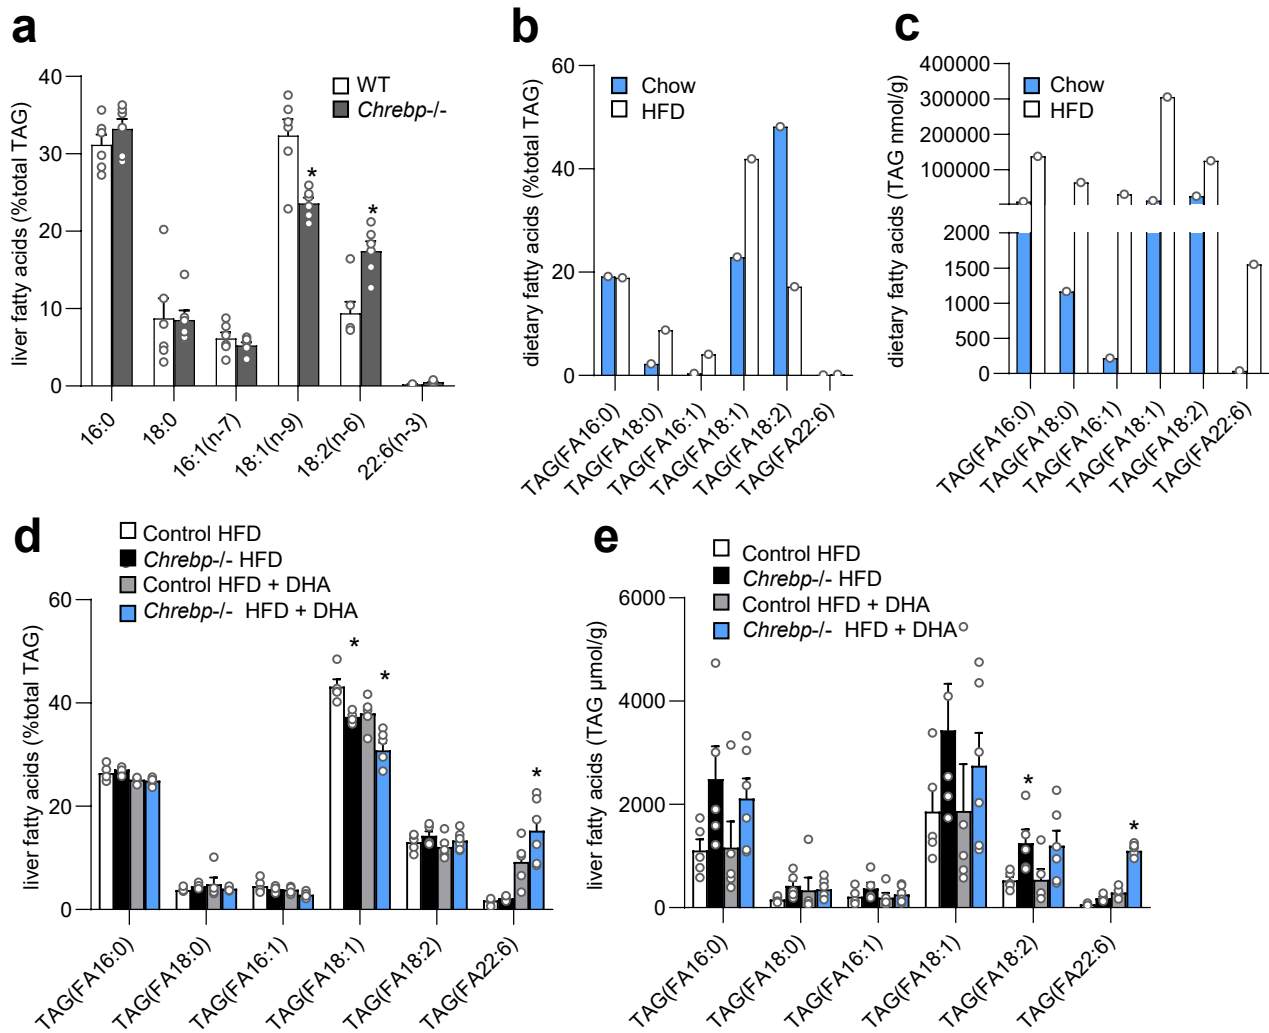 a
liver fatty acids (%total TAG)
40
30
20
10
0
WT
Chrebp-/-
*
*
16:0
18:0
16:1(n-7)
18:1(n-9)
18:2(n-6)
22:6(n-3)
b
dietary fatty acids (%total TAG)
60
40
20
0
Chow
HFD
TAG(FA16:0)
TAG(FA18:0)
TAG(FA16:1)
TAG(FA18:1)
TAG(FA18:2)
TAG(FA22:6)
c
dietary fatty acids (TAG nmol/g)
400000
300000
200000
100000
2000
1500
1000
500
0
Chow
HFD
TAG(FA16:0)
TAG(FA18:0)
TAG(FA16:1)
TAG(FA18:1)
TAG(FA18:2)
TAG(FA22:6)
d
Control HFD
Chrebp-/- HFD
Control HFD + DHA
Chrebp-/- HFD + DHA
liver fatty acids (%total TAG)
60
40
20
0
*
*
*
TAG(FA16:0)
TAG(FA18:0)
TAG(FA16:1)
TAG(FA18:1)
TAG(FA18:2)
TAG(FA22:6)
e
Control HFD
Chrebp-/- HFD
Control HFD + DHA
Chrebp-/- HFD + DHA
liver fatty acids (TAG µmol/g)
6000
4000
2000
0
*
*
TAG(FA16:0)
TAG(FA18:0)
TAG(FA16:1)
TAG(FA18:1)
TAG(FA18:2)
TAG(FA22:6)